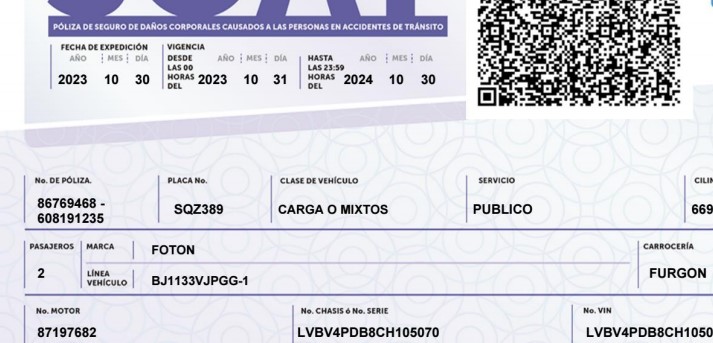 PÓLIZA DE SEGURO DE DAÑOS CORPORALES CAUSADOS A LAS PERSONAS EN ACCIDENTES DE TRÁNSITO
FECHA DE EXPEDICIÓN
AÑO MES DÍA
2023 10 30
VIGENCIA
DESDE LAS 00 HORAS DEL
AÑO MES DÍA
2023 10 31
HASTA LAS 23:59 HORAS DEL
AÑO MES DÍA
2024 10 30
No. DE PÓLIZA.
86769468 -
608191235
PLACA No.
SQZ389
CLASE DE VEHÍCULO
CARGA O MIXTOS
SERVICIO
PUBLICO
CILIN
669
PASAJEROS
2
MARCA
FOTON
LÍNEA VEHÍCULO
BJ1133VJPGG-1
CARROCERÍA
FURGON
No. MOTOR
87197682
No. CHASIS ó No. SERIE
LVBV4PDB8CH105070
No. VIN
LVBV4PDB8CH1050